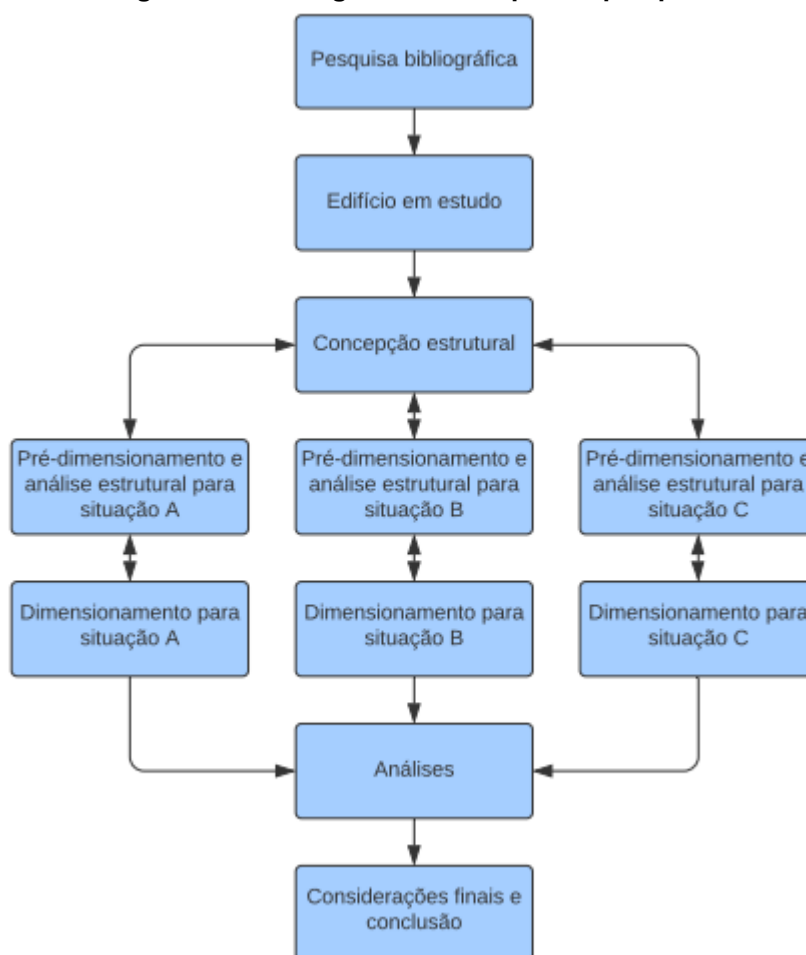 Pesquisa bibliográfica
Edifício em estudo
Concepção estrutural
Pré-dimensionamento e
análise estrutural para
situação A
Pré-dimensionamento e
análise estrutural para
situação B
Pré-dimensionamento e
análise estrutural para
situação C
Dimensionamento para
situação A
Dimensionamento para
situação B
Dimensionamento para
situação C
Análises
Considerações finais e
conclusão